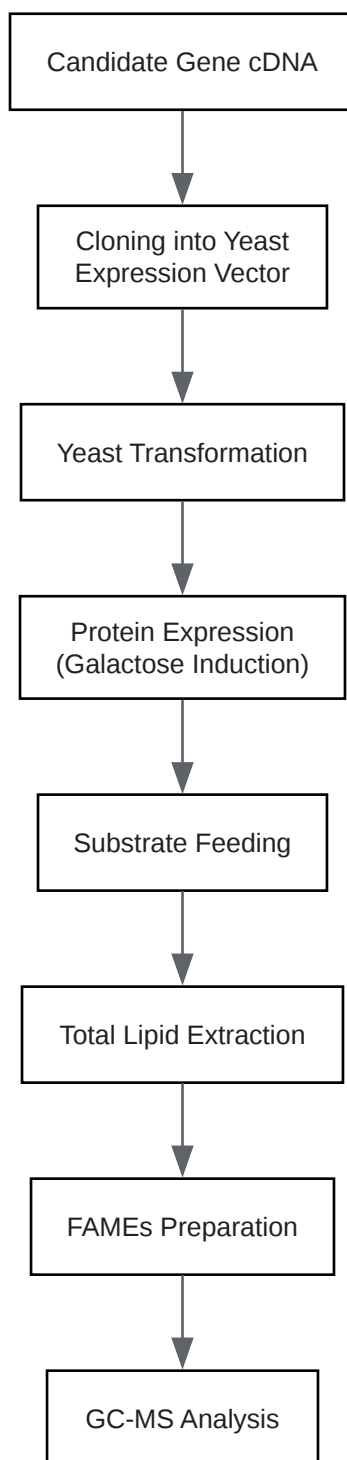 Candidate Gene cDNA
Cloning into Yeast
Expression Vector
Yeast Transformation
Protein Expression
(Galactose Induction)
Substrate Feeding
Total Lipid Extraction
FAMEs Preparation
GC-MS Analysis